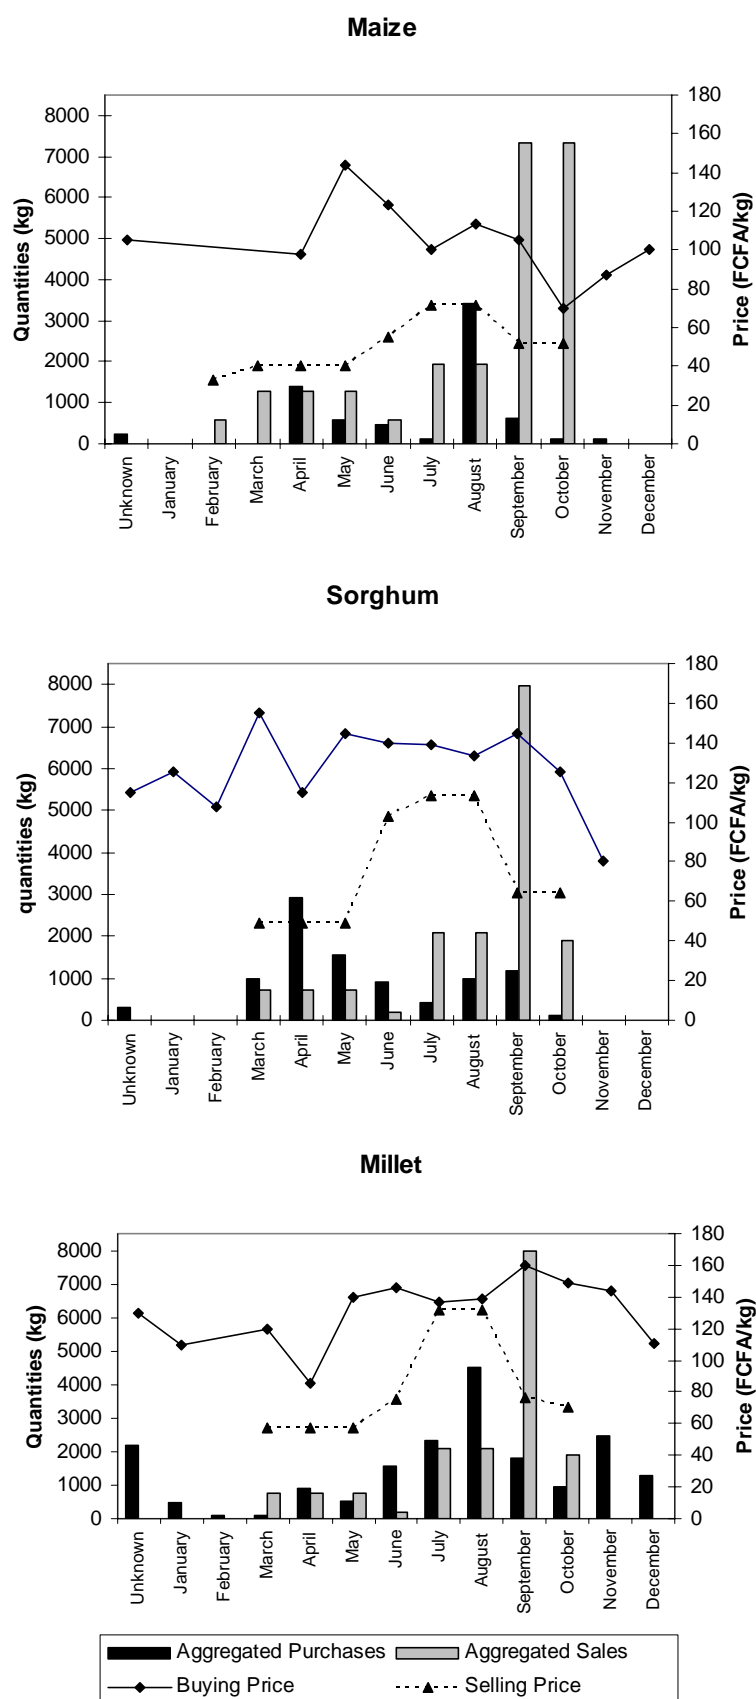 Maize
8000
7000
6000
5000
4000
3000
2000
1000
0
Quantities (kg)
180
160
140
120
100
80
60
40
20
0
Price (FCFA/kg)
Unknown
January
February
March
April
May
June
July
August
September
October
November
December
Sorghum
8000
7000
6000
5000
4000
3000
2000
1000
0
quantities (kg)
180
160
140
120
100
80
60
40
20
0
Price (FCFA/kg)
Unknown
January
February
March
April
May
June
July
August
September
October
November
December
Millet
8000
7000
6000
5000
4000
3000
2000
1000
0
Quantities (kg)
180
160
140
120
100
80
60
40
20
0
Price (FCFA/kg)
Unknown
January
February
March
April
May
June
July
August
September
October
November
December
Aggregated Purchases Aggregated Sales
Buying Price Selling Price